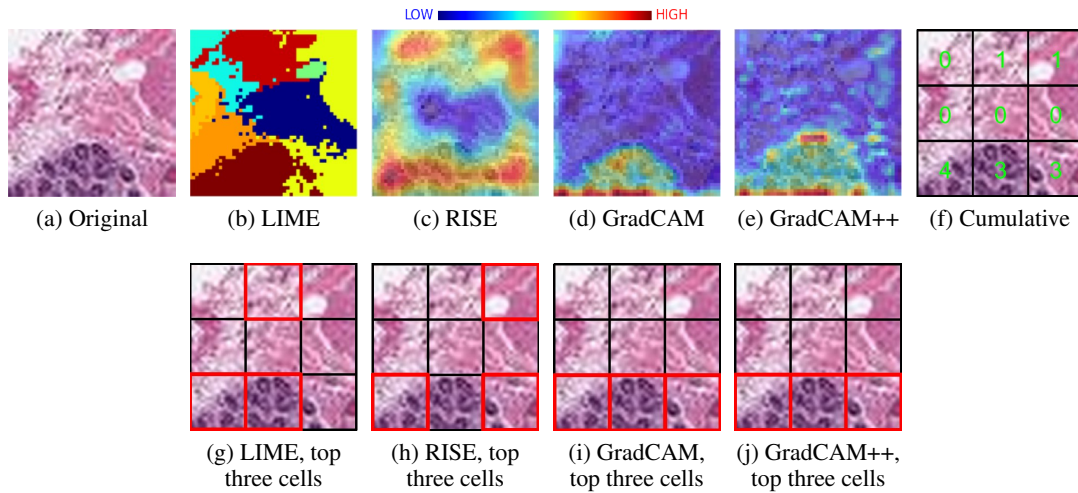 LOW HIGH
0 1 1
0 0 0
4 3 3
(a) Original (b) LIME (c) RISE (d) GradCAM (e) GradCAM++ (f) Cumulative
(g) LIME, top
three cells
(h) RISE, top
three cells
(i) GradCAM,
top three cells
(j) GradCAM++,
top three cells